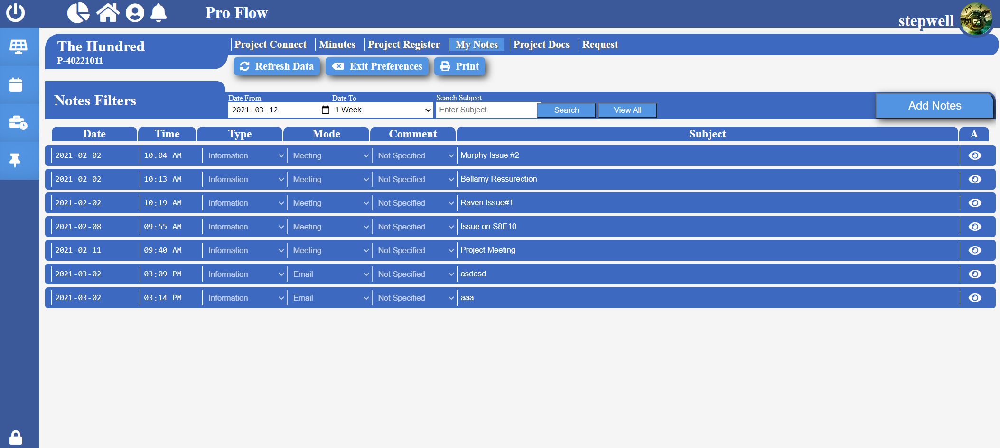 Pro Flow
stepwell
The Hundred
P-40221011
Project Connect Minutes Project Register My Notes Project Docs Request
Refresh Data Exit Preferences Print
Notes Filters
Date From Date To Search Subject
2021-03-12 1 Week Enter Subject Search View All
Add Notes
Date Time Type Mode Comment Subject A
2021-02-02 10:04 AM Information Meeting Not Specified Murphy Issue #2
2021-02-02 10:13 AM Information Meeting Not Specified Bellamy Ressurection
2021-02-02 10:19 AM Information Meeting Not Specified Raven Issue#1
2021-02-08 09:55 AM Information Meeting Not Specified Issue on S8E10
2021-02-11 09:40 AM Information Meeting Not Specified Project Meeting
2021-03-02 03:09 PM Information Email Not Specified asdasd
2021-03-02 03:14 PM Information Email Not Specified aaa